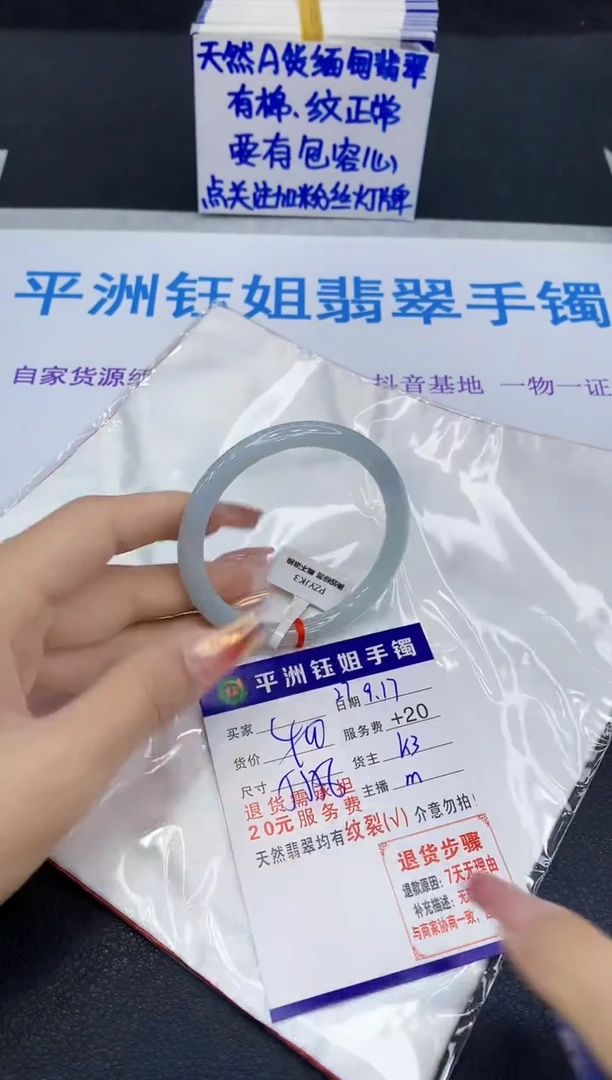 天然A货缅甸翡翠
有棉、纹正常
要有包容心
点关注加粉丝灯牌
平洲钰姐翡翠手镯
自家货源
抖音基地 一物一证
PZYJK3
平洲钰姐手镯
买家
日期 9.17
货价
服务费 +20
尺寸
货主 K3
主播 m
退货需承担
20元服务费
天然翡翠均有纹裂(√) 介意勿拍!
退货步骤
退款原因: 7天无理由
补充描述:
与商家协商一致,